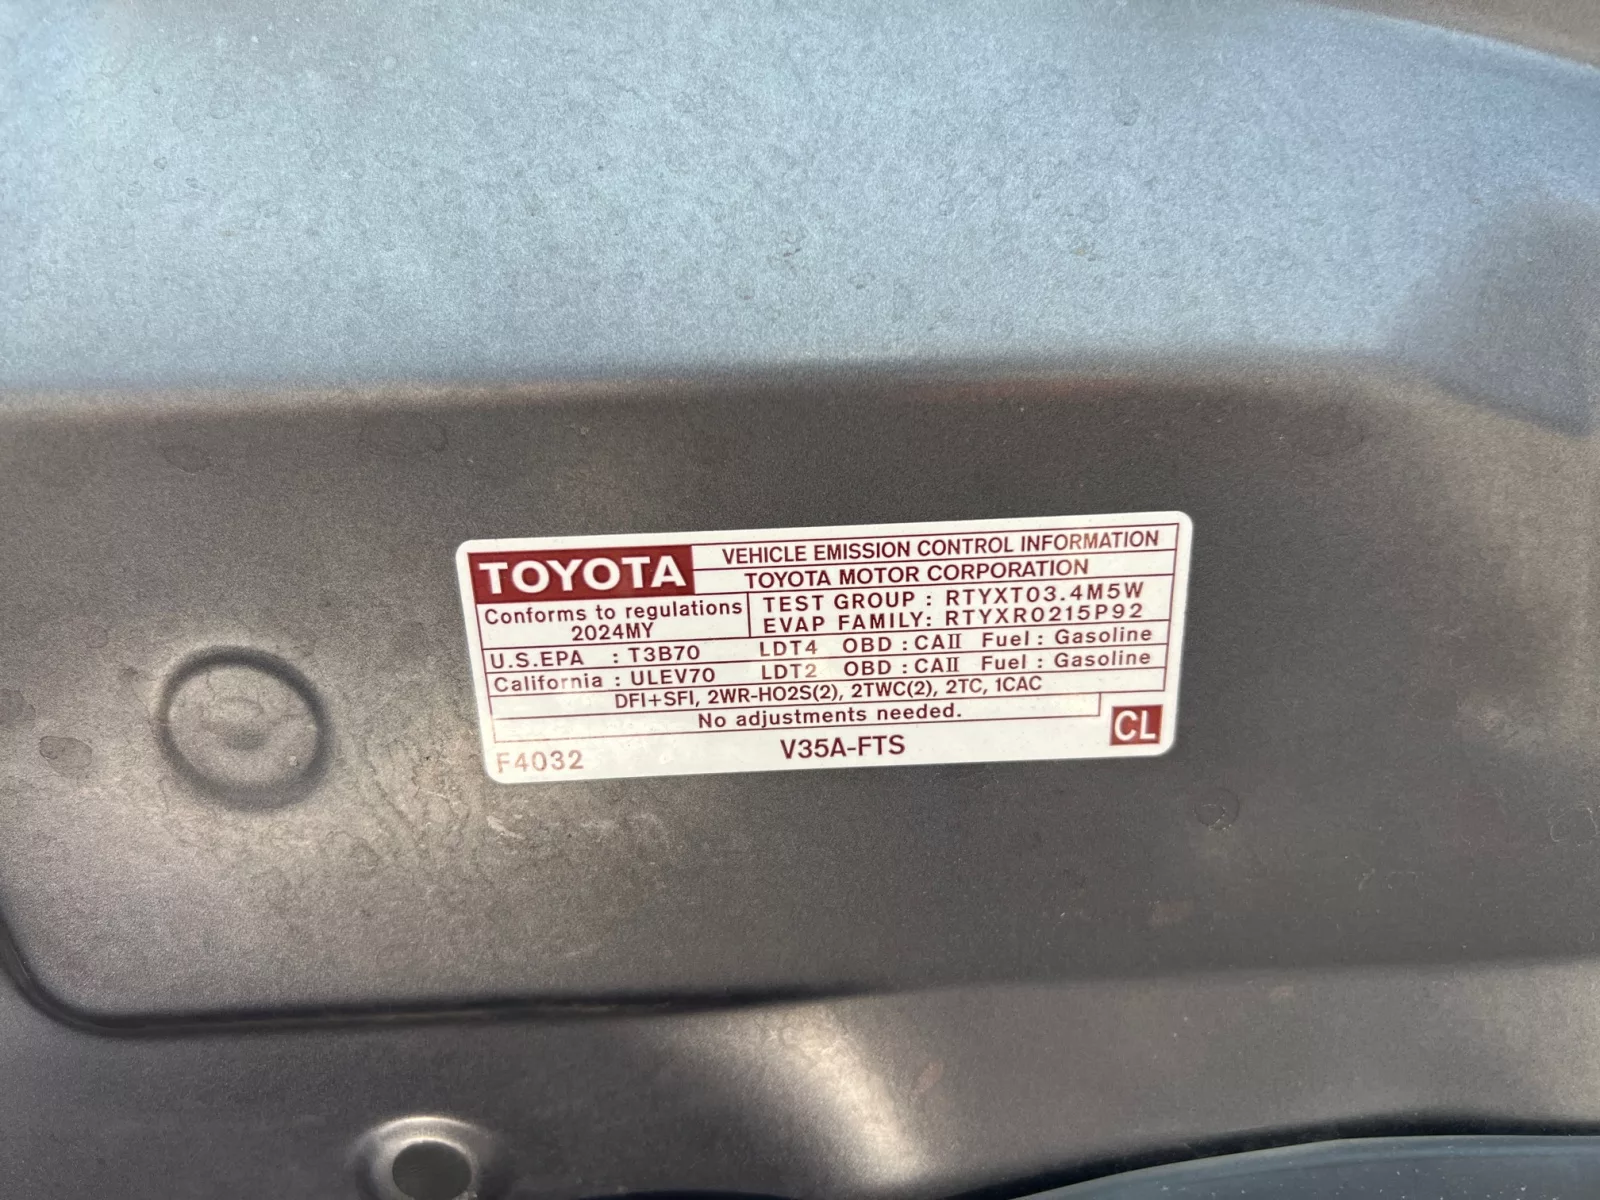 TOYOTA VEHICLE EMISSION CONTROL INFORMATION
TOYOTA MOTOR CORPORATION
Conforms to regulations
2024MY
TEST GROUP : RTYXT03.4M5W
EVAP FAMILY: RTYXR0215P92
U.S.EPA : T3B70 LDT4 OBD : CAII Fuel : Gasoline
California : ULEV70 LDT2 OBD : CAII Fuel : Gasoline
DFI+SFI, 2WR-HO2S(2), 2TWC(2), 2TC, 1CAC
No adjustments needed.
F4032 V35A-FTS CL